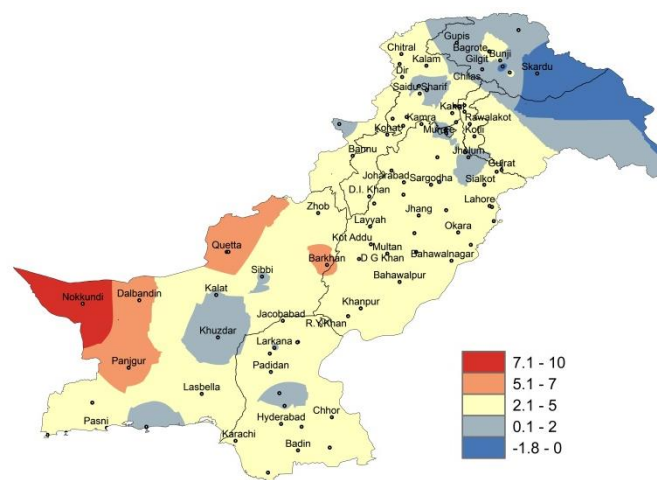 Gupis
Chitral
Bagrote
Bunji
Kalam
Gilgit
Skardu
Dir
Chilas
Saidu Sharif
Kakul
Kamra
Rawalakot
Kohat
Murree
Kotli
Bannu
Jhelum
Gujrat
Joharabad
Sargodha
Sialkot
D.I. Khan
Zhob
Jhang
Lahore
Layyah
Okara
Quetta
Kot Addu
Multan
Barkhan
D G Khan
Bahawalnagar
Sibbi
Bahawalpur
Nokkundi
Dalbandin
Kalat
Khanpur
Jacobabad
R.Y.Khan
Khuzdar
Larkana
Panjgur
Padidan
Lasbella
Pasni
Hyderabad
Chhor
Karachi
Badin
7.1 - 10
5.1 - 7
2.1 - 5
0.1 - 2
-1.8 - 0